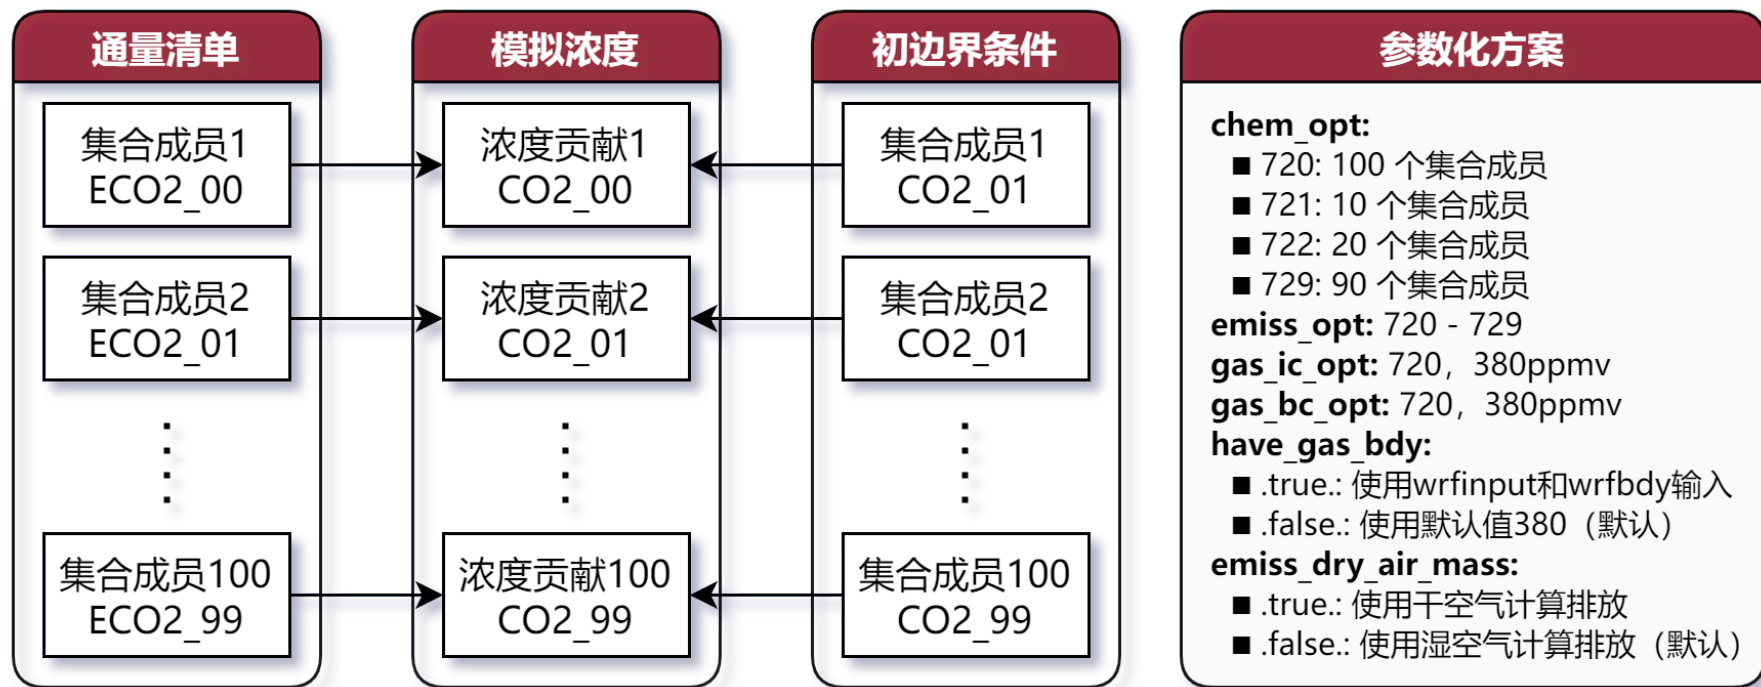 通量清单
集合成员1
ECO2_00
集合成员2
ECO2_01
集合成员100
ECO2_99
模拟浓度
浓度贡献1
CO2_00
浓度贡献2
CO2_01
浓度贡献100
CO2_99
初边界条件
集合成员1
CO2_01
集合成员2
CO2_01
集合成员100
CO2_99
参数化方案
chem_opt:
■ 720: 100 个集合成员
■ 721: 10 个集合成员
■ 722: 20 个集合成员
■ 729: 90 个集合成员
emiss_opt: 720 - 729
gas_ic_opt: 720，380ppmv
gas_bc_opt: 720，380ppmv
have_gas_bdy:
■ .true.: 使用wrfinput和wrfbdy输入
■ .false.: 使用默认值380（默认）
emiss_dry_air_mass:
■ .true.: 使用干空气计算排放
■ .false.: 使用湿空气计算排放（默认）